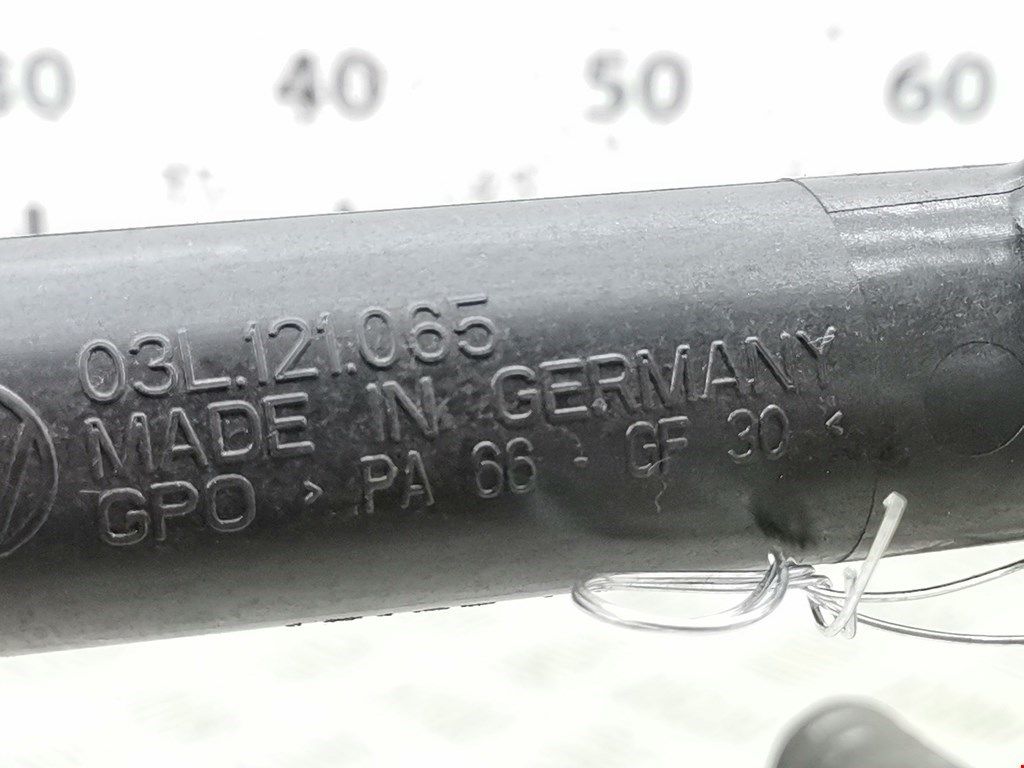 30 40 50 60
03L.121.065
MADE IN GERMANY
GPO > PA 66 - GF 30 <